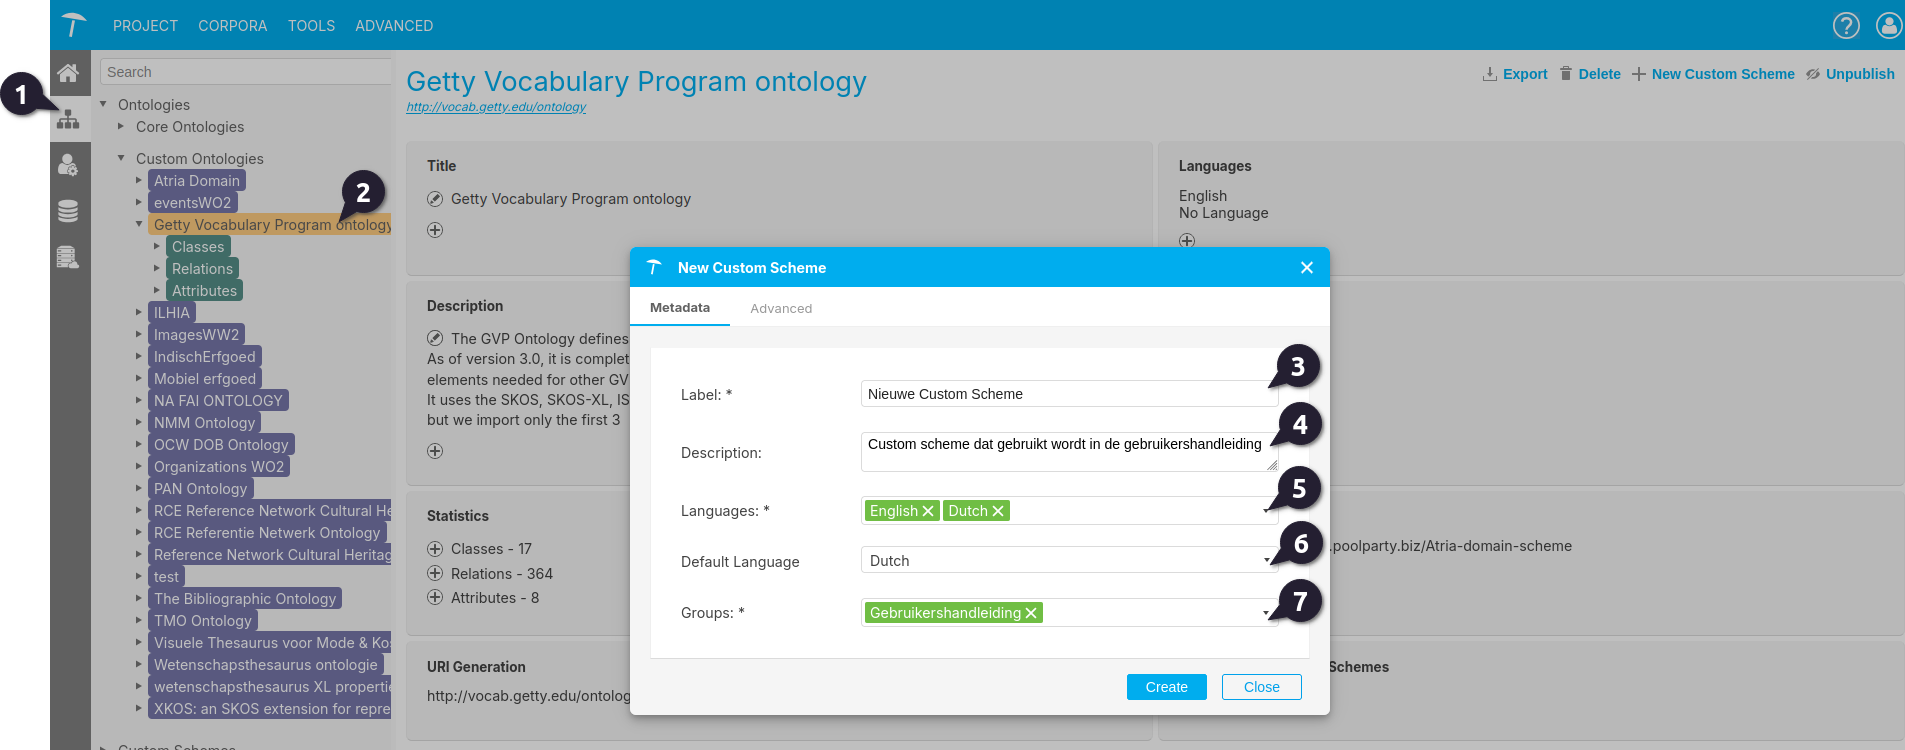 PROJECT CORPORA TOOLS ADVANCED
?
Search
1
Ontologies
Core Ontologies
Custom Ontologies
Atria Domain
eventsWO2
2
Getty Vocabulary Program ontology
Classes
Relations
Attributes
ILHIA
ImagesWW2
IndischErfgoed
Mobiel erfgoed
NA FAI ONTOLOGY
NMM Ontology
OCW DOB Ontology
Organizations WO2
PAN Ontology
RCE Reference Network Cultural He
RCE Referentie Netwerk Ontology
Reference Network Cultural Heritag
test
The Bibliographic Ontology
TMO Ontology
Visuele Thesaurus voor Mode & Ko
Wetenschapsthesaurus ontologie
wetenschapsthesaurus XL properti
XKOS: an SKOS extension for repre
Custom Schemes
Getty Vocabulary Program ontology
http://vocab.getty.edu/ontology
Export Delete New Custom Scheme Unpublish
Title
Getty Vocabulary Program ontology
Languages
English
No Language
Description
The GVP Ontology defines
As of version 3.0, it is complet
elements needed for other GV
It uses the SKOS, SKOS-XL, IS
but we import only the first 3
Statistics
Classes - 17
Relations - 364
Attributes - 8
.poolparty.biz/Atria-domain-scheme
URI Generation
http://vocab.getty.edu/ontolog
Schemes
New Custom Scheme
Metadata Advanced
3
Label: * Nieuwe Custom Scheme
4
Description: Custom scheme dat gebruikt wordt in de gebruikershandleiding
5
Languages: * English Dutch
6
Default Language Dutch
7
Groups: * Gebruikershandleiding
Create Close